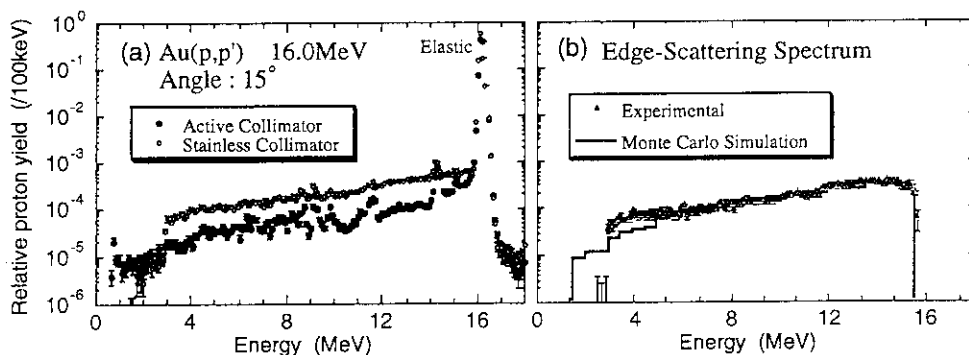 (a) Au(p,p') 16.0MeV
Angle : 15°
Elastic
Active Collimator
Stainless Collimator
Relative proton yield (/100keV)
10^0
10^-1
10^-2
10^-3
10^-4
10^-5
10^-6
0 4 8 12 16
Energy (MeV)
(b) Edge-Scattering Spectrum
Experimental
Monte Carlo Simulation
0 4 8 12 16
Energy (MeV)